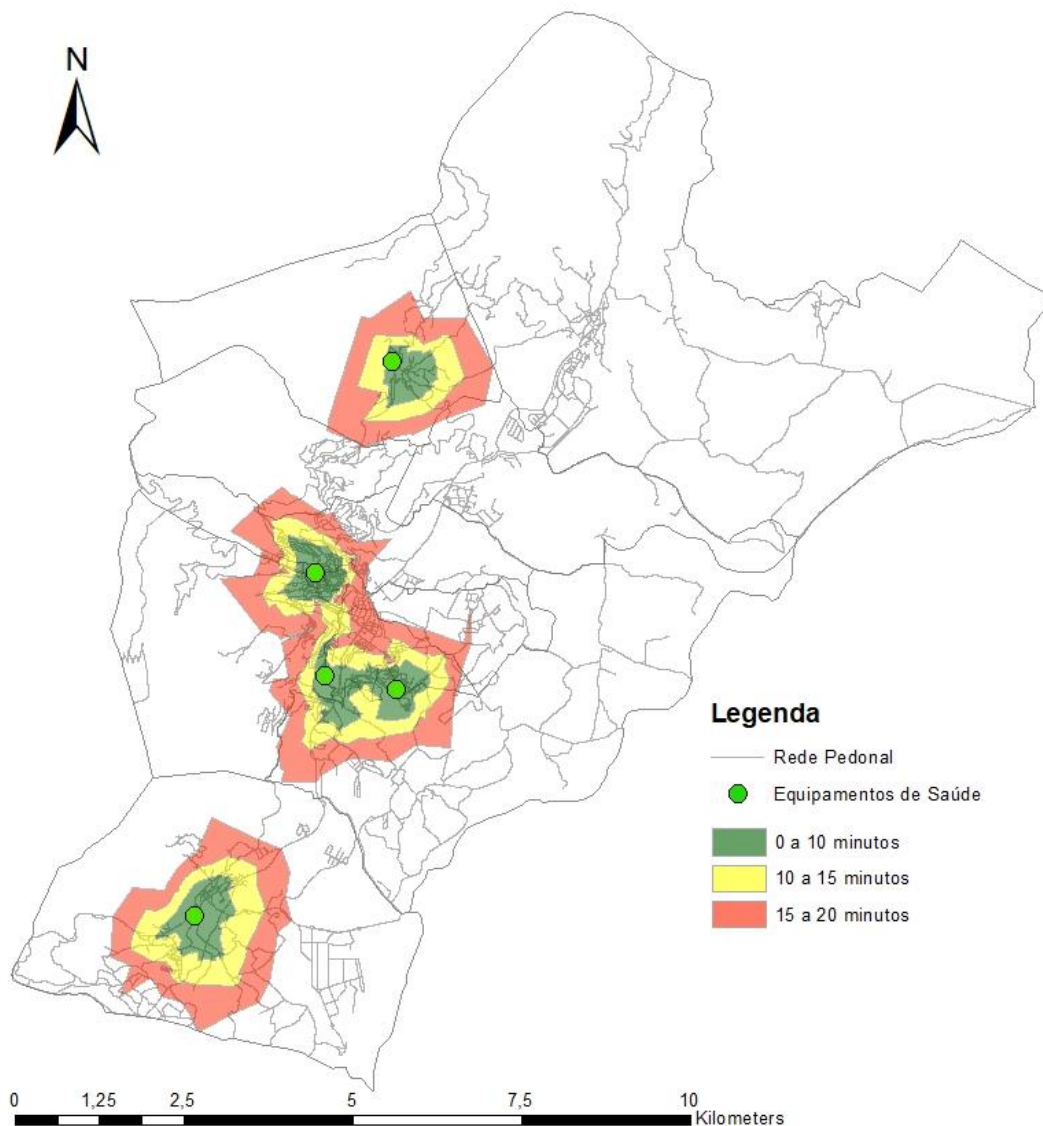 N
Legenda
Rede Pedonal
Equipamentos de Saúde
0 a 10 minutos
10 a 15 minutos
15 a 20 minutos
0 1,25 2,5 5 7,5 10
Kilometers